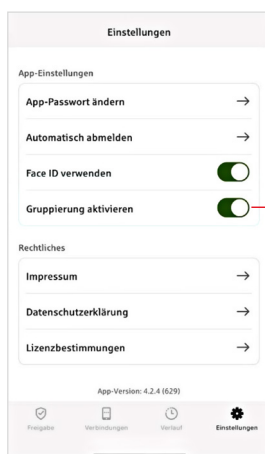 Einstellungen
App-Einstellungen
App-Passwort ändern
Automatisch abmelden
Face ID verwenden
Gruppierung aktivieren
Rechtliches
Impressum
Datenschutzerklärung
Lizenzbestimmungen
App-Version: 4.2.4 (629)
Freigabe Verbindungen Verlauf Einstellungen